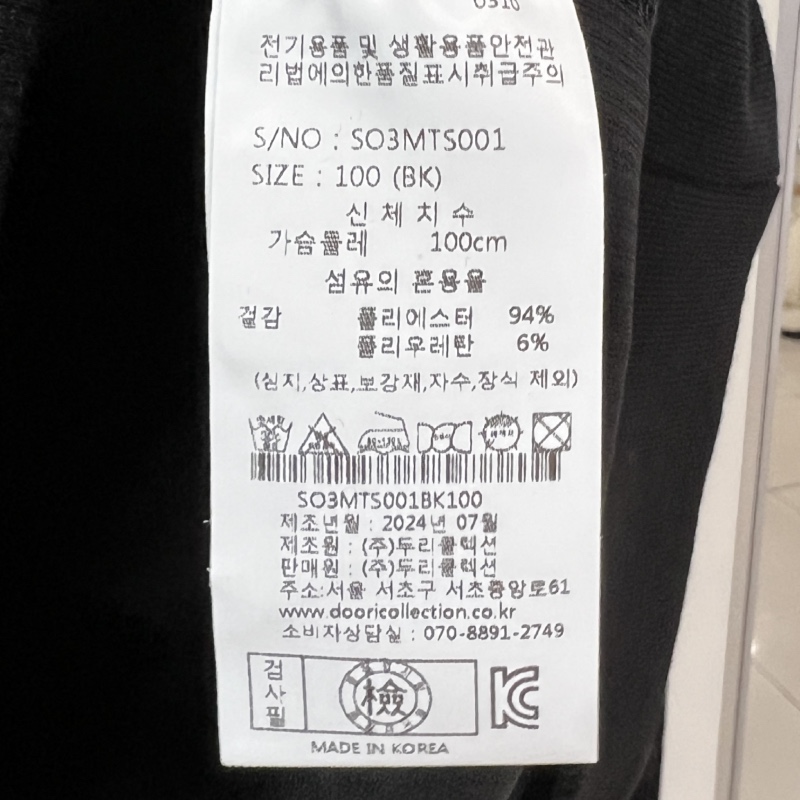 전기용품 및 생활용품안전관
리법에의한품질표시취급주의
S/NO : SO3MTS001
SIZE : 100 (BK)
신 체 치 수
가슴둘레 100cm
섬유의 혼용율
겉감 폴리에스터 94%
폴리우레탄 6%
(심지,상표,보강재,자수,장식 제외)
SO3MTS001BK100
제조년월 : 2024년 07월
제조원 : (주)두리콜렉션
판매원 : (주)두리콜렉션
주소:서울 서초구 서초중앙로61
www.dooricollection.co.kr
소비자상담실 : 070-8891-2749
검사필 檢
KC
MADE IN KOREA